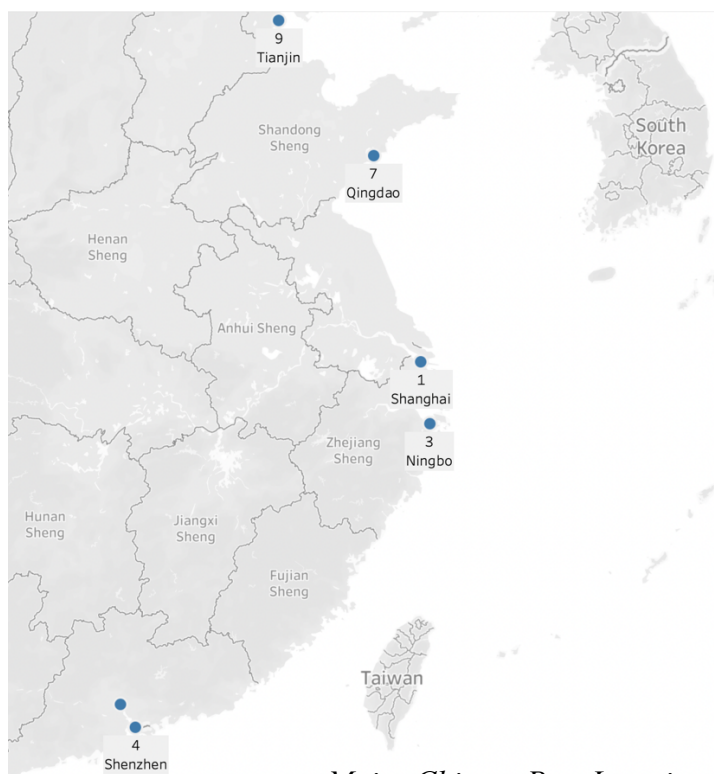 9
Tianjin
Shandong
Sheng
South
Korea
7
Qingdao
Henan
Sheng
Anhui Sheng
1
Shanghai
Zhejiang
Sheng
3
Ningbo
Hunan
Sheng
Jiangxi
Sheng
Fujian
Sheng
Taiwan
4
Shenzhen